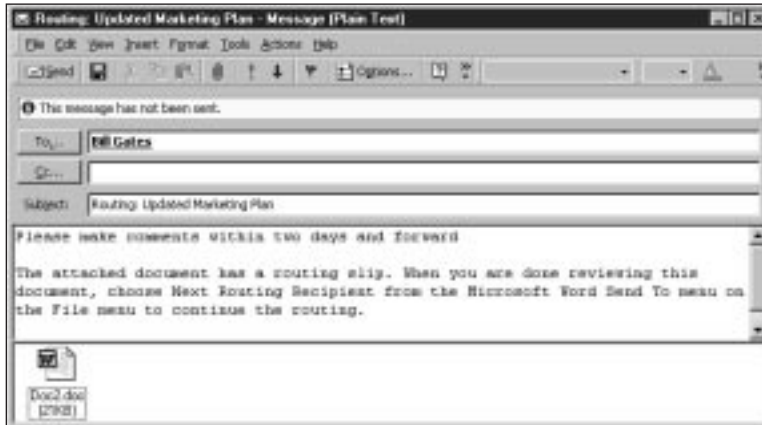 Routing: Updated Marketing Plan - Message (Plain Text)
File Edit View Insert Format Tools Actions Help
Send Options...
This message has not been sent.
To... Bill Gates
Cc...
Subject: Routing: Updated Marketing Plan
Please make comments within two days and forward
The attached document has a routing slip. When you are done reviewing this
document, choose Next Routing Recipient from the Microsoft Word Send To menu on
the File menu to continue the routing.
Doc2.doc
(21KB)